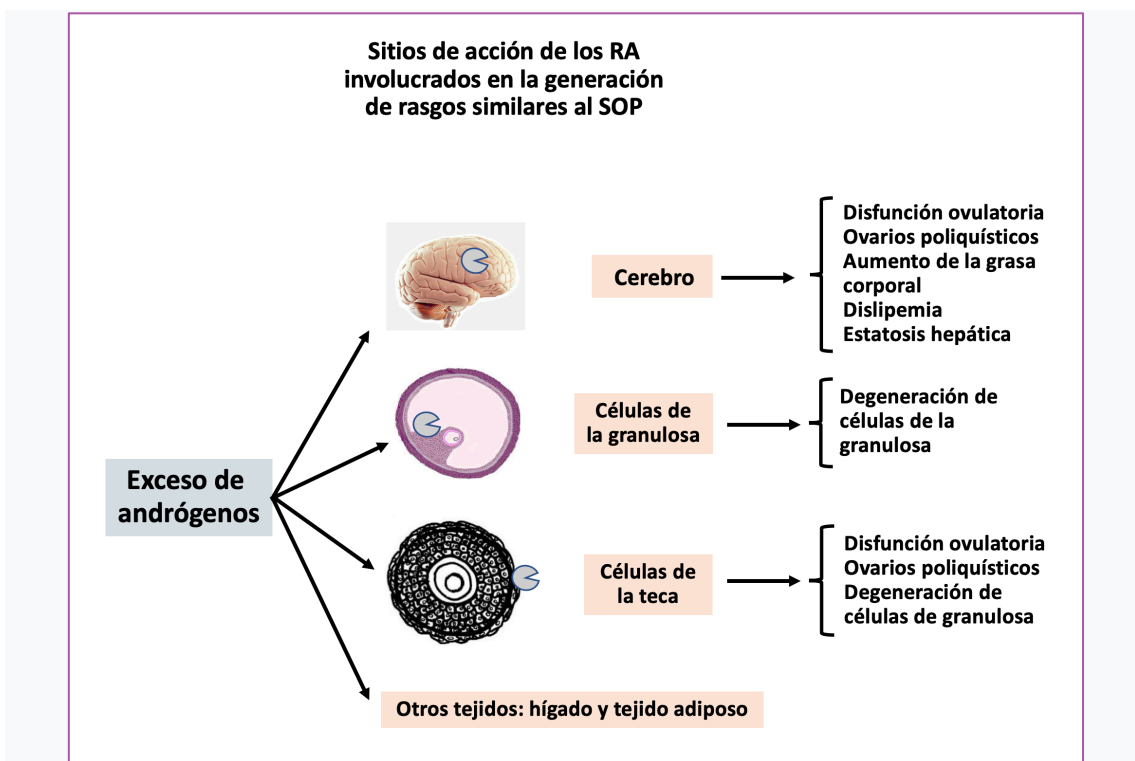 Sitios de acción de los RA
involucrados en la generación
de rasgos similares al SOP
Exceso de
andrógenos
Cerebro
Disfunción ovulatoria
Ovarios poliquísticos
Aumento de la grasa
corporal
Dislipemia
Estatosis hepática
Células de
la granulosa
Degeneración de
células de la
granulosa
Células de
la teca
Disfunción ovulatoria
Ovarios poliquísticos
Degeneración de
células de granulosa
Otros tejidos: hígado y tejido adiposo